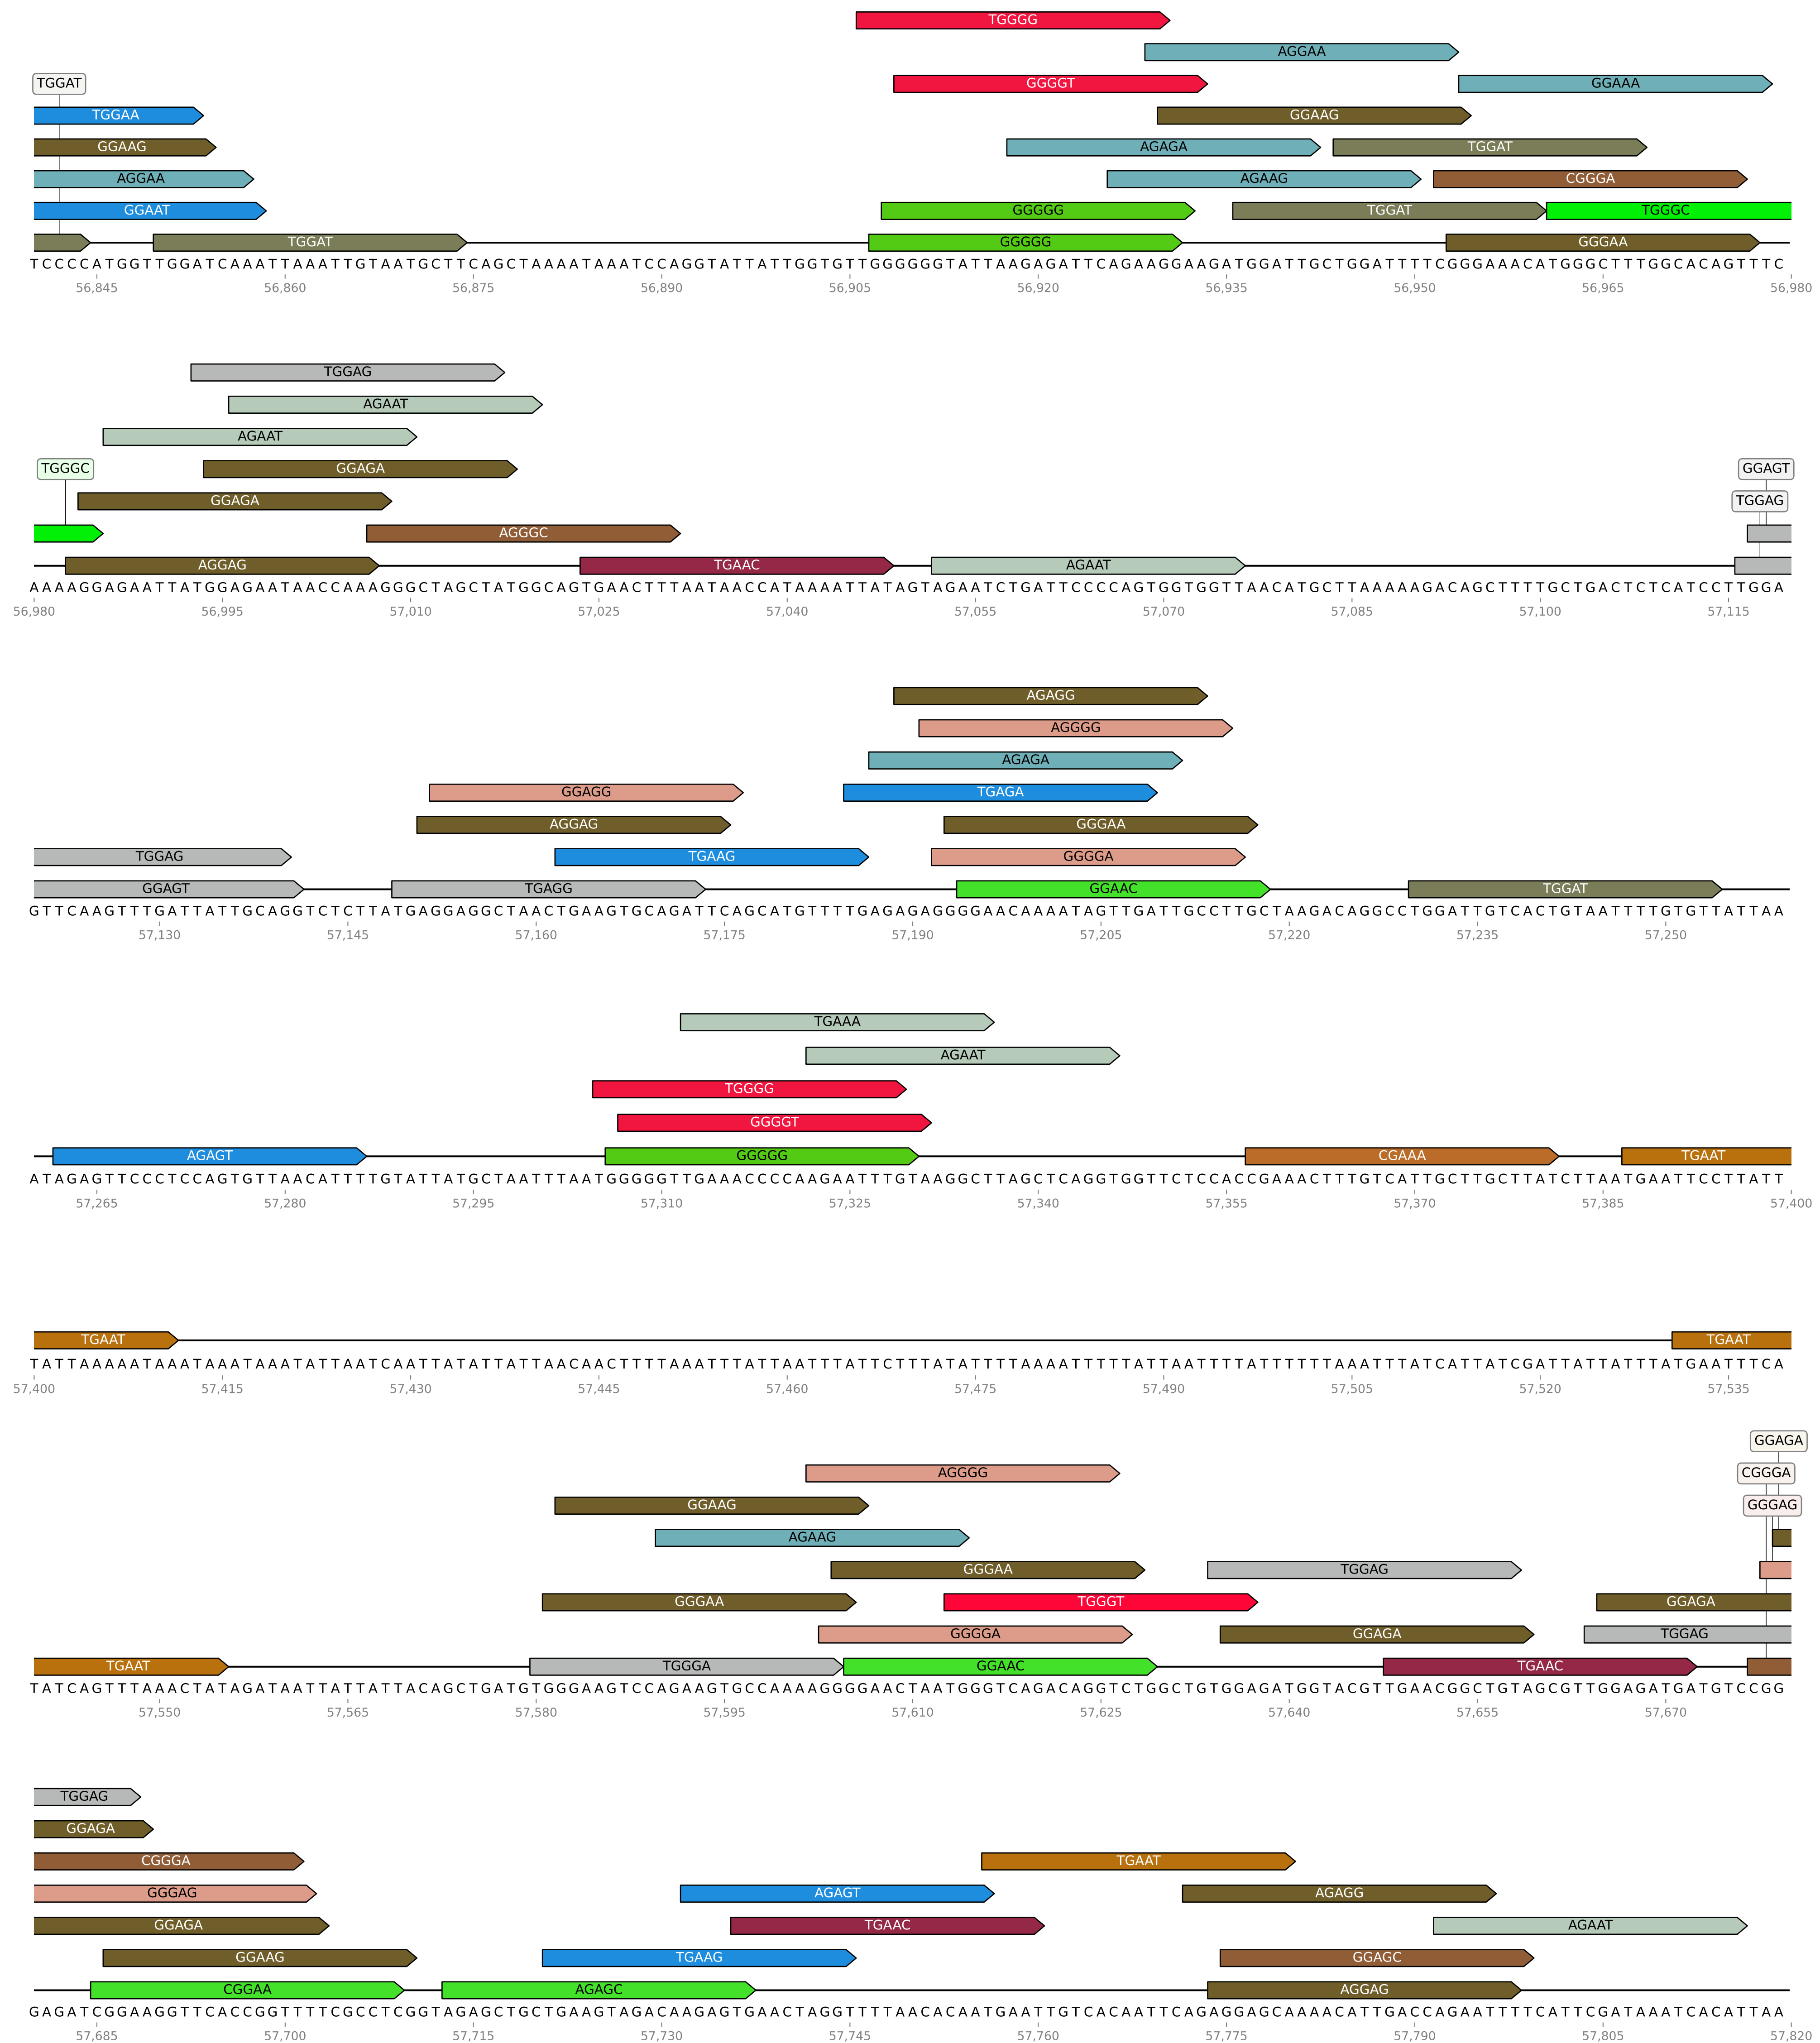 TGGGG
AGGAA
TGGAT GGGGT GGAAA
TGGAA GGAAG
GGAAG AGAGA TGGAT
AGGAA AGAAG CGGGA
GGAAT GGGGG TGGAT TGGGC
TGGAT GGGGG GGGAA
TCCCCATGGTTGGATCAAATTAAATTGTAATGCTTCAGCTAAAATAAATCCAGGTATTATTGGTGTTGGGGGGTATTAAGAGATTCAGAAGGAAGATGGATTGCTGGATTTTCGGGAAACATGGGCTTTGGCACAGTTTC
56,845 56,860 56,875 56,890 56,905 56,920 56,935 56,950 56,965 56,980
TGGAG
AGAAT
AGAAT
TGGGC GGAGA GGAGT
GGAGA TGGAG
AGGGC
AGGAG TGAAC AGAAT
AAAAGGAGAATTATGGAGAATAACCAAAGGGCTAGCTATGGCAGTGAACTTTAATAACCATAAAATTATAGTAGAATCTGATTCCCCAGTGGTGGTTAACATGCTTAAAAAGACAGCTTTTGCTGACTCTCATCCTTGGA
56,980 56,995 57,010 57,025 57,040 57,055 57,070 57,085 57,100 57,115
AGAGG
AGGGG
AGAGA
GGAGG TGAGA
AGGAG GGGAA
TGGAG TGAAG GGGGA
GGAGT TGAGG GGAAC TGGAT
GTTCAAGTTTGATTATTGCAGGTCTCTTATGAGGAGGCTAACTGAAGTGCAGATTCAGCATGTTTTGAGAGAGGGGAACAAAATAGTTGATTGCCTTGCTAAGACAGGCCTGGATTGTCACTGTAATTTTGTGTTATTAA
57,130 57,145 57,160 57,175 57,190 57,205 57,220 57,235 57,250
TGAAA
AGAAT
TGGGG
GGGGT
AGAGT GGGGG CGAAA TGAAT
ATAGAGTTCCCTCCAGTGTTAACATTTTGTATTATGCTAATTTAATGGGGGTTGAAACCCCAAGAATTTGTAAGGCTTAGCTCAGGTGGTTCTCCACCGAAACTTTGTCATTGCTTGCTTATCTTAATGAATTCCTTATT
57,265 57,280 57,295 57,310 57,325 57,340 57,355 57,370 57,385 57,400
TGAAT TGAAT
TATTAAAAATAAATAAATAAATATTAATCAATTATATTATTAACAACTTTTAAATTTATTAATTTATTCTTTATATTTTAAAATTTTTATTAATTTTATTTTTTAAATTTATCATTATCGATTATTATTTATGAATTTCA
57,400 57,415 57,430 57,445 57,460 57,475 57,490 57,505 57,520 57,535
GGAGA
AGGGG CGGGA
GGAAG GGGAG
AGAAG
GGGAA TGGAG
GGGAA TGGGT GGAGA
GGGGA GGAGA TGGAG
TGAAT TGGGA GGAAC TGAAC
TATCAGTTTAAACTATAGATAATTATTATTACAGCTGATGTGGGAAGTCCAGAAGTGCCAAAAGGGGAACTAATGGGTCAGACAGGTCTGGCTGTGGAGATGGTACGTTGAACGGCTGTAGCGTTGGAGATGATGTCCGG
57,550 57,565 57,580 57,595 57,610 57,625 57,640 57,655 57,670
TGGAG
GGAGA
CGGGA TGAAT
GGGAG AGAGT AGAGG
GGAGA TGAAC AGAAT
GGAAG TGAAG GGAGC
CGGAA AGAGC AGGAG
GAGATCGGAAGGTTCACCGGTTTTCGCCTCGGTAGAGCTGCTGAAGTAGACAAGAGTGAACTAGGTTTTAACACAATGAATTGTCACAATTCAGAGGAGCAAAACATTGACCAGAATTTTCATTCGATAAATCACATTAA
57,685 57,700 57,715 57,730 57,745 57,760 57,775 57,790 57,805 57,820